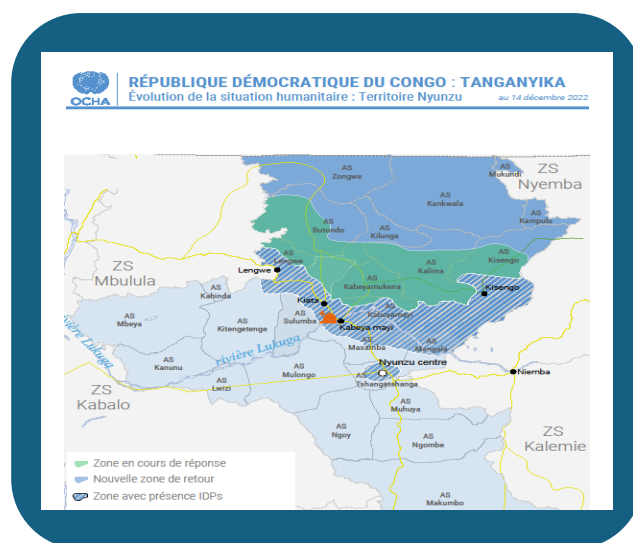 OCHA
RÉPUBLIQUE DÉMOCRATIQUE DU CONGO : TANGANYIKA
Évolution de la situation humanitaire : Territoire Nyunzu
au 14 décembre 2022
AS Zongwe
AS Mukundi
ZS Nyemba
AS Kankwala
AS Kampulu
AS Butondo
AS Kilunga
AS Lengwe
AS Kalima
AS Kisengo
Lengwe
ZS Mbulula
AS Kabeyamukena
Kisengo
AS Kabinda
Kiata
AS Mbeya
AS Kitengetenge
AS Sulumba
AS Kabeyamayi
Kabeya mayi
rivière Lukuga
rivière Lukuga
AS Masamba
AS Mangala
AS Kanunu
Nyunzu centre
AS Mulongo
Niemba
AS Lwizi
AS Tshangatshanga
ZS Kabalo
AS Muhuya
AS Ngoy
AS Ngombe
ZS Kalemie
Zone en cours de réponse
Nouvelle zone de retour
Zone avec présence IDPs
AS Makumbo